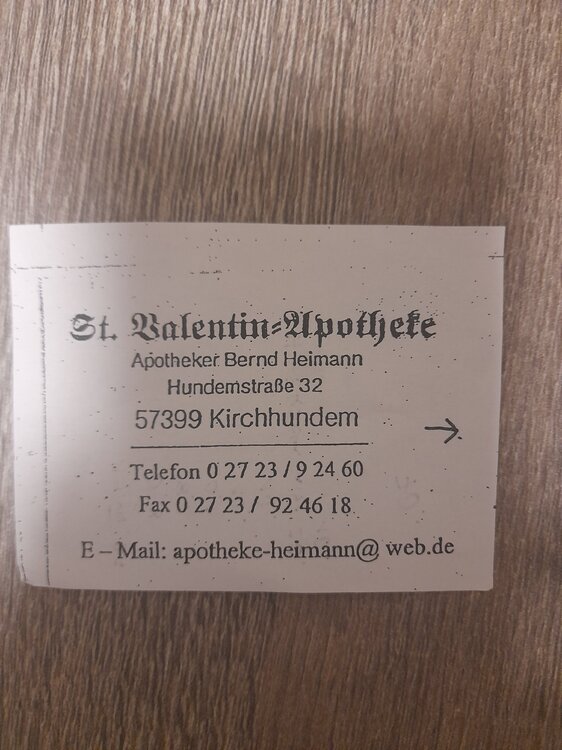 St. Valentin-Apotheke
Apotheker Bernd Heimann
Hundemstraße 32
57399 Kirchhundem
→
Telefon 0 27 23 / 9 24 60
Fax 0 27 23 / 92 46 18
E – Mail: apotheke-heimann@ web.de